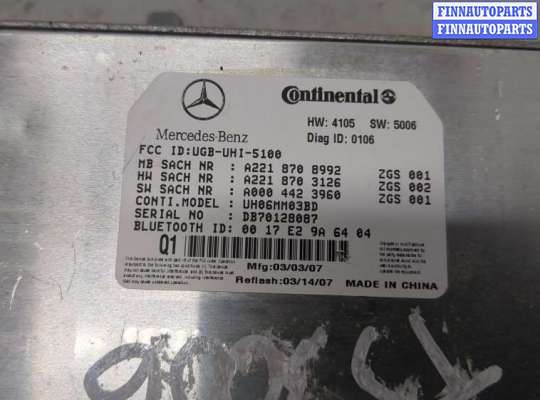 FINNAUTOPARTS
FINNAUTOPARTS
FINNAUTOPARTS
Continental
Mercedes-Benz
HW: 4105 SW: 5006
Diag ID: 0106
FCC ID:UGB-UHI-5100
MB SACH NR : A221 870 8992 ZGS 001
HW SACH NR : A221 870 3126 ZGS 002
SW SACH NR : A000 442 3960 ZGS 001
CONTI.MODEL : UH06MM03BD
SERIAL NO : DB70128087
BLUETOOTH ID: 00 17 E2 9A 64 04
Q1
Mfg:03/03/07
Reflash:03/14/07
MADE IN CHINA